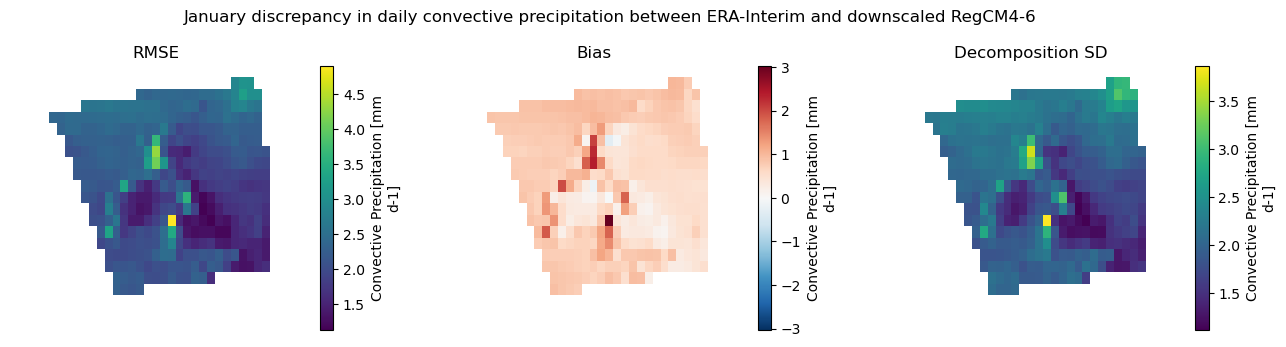 January discrepancy in daily convective precipitation between ERA-Interim and downscaled RegCM4-6
RMSE
4.5
4.0
3.5
3.0
2.5
2.0
1.5
Convective Precipitation [mm
d-1]
Bias
3
2
1
0
−1
−2
−3
Convective Precipitation [mm
d-1]
Decomposition SD
3.5
3.0
2.5
2.0
1.5
Convective Precipitation [mm
d-1]